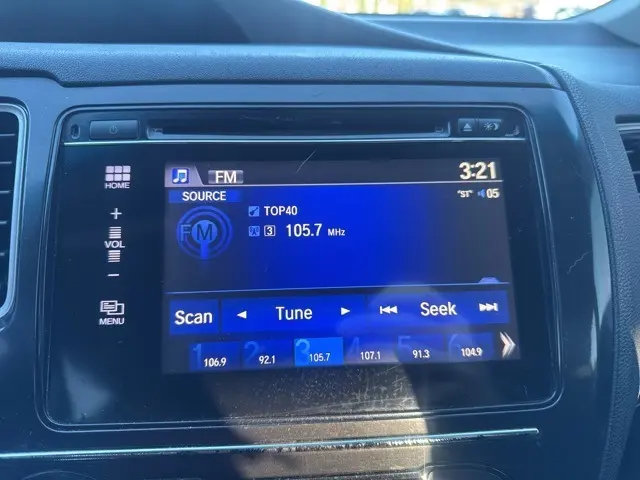 FM
3:21
HOME
SOURCE
"ST" 05
TOP40
FM
3 105.7 MHz
VOL
MENU
Scan Tune Seek
1 106.9 2 92.1 3 105.7 4 107.1 5 91.3 6 104.9